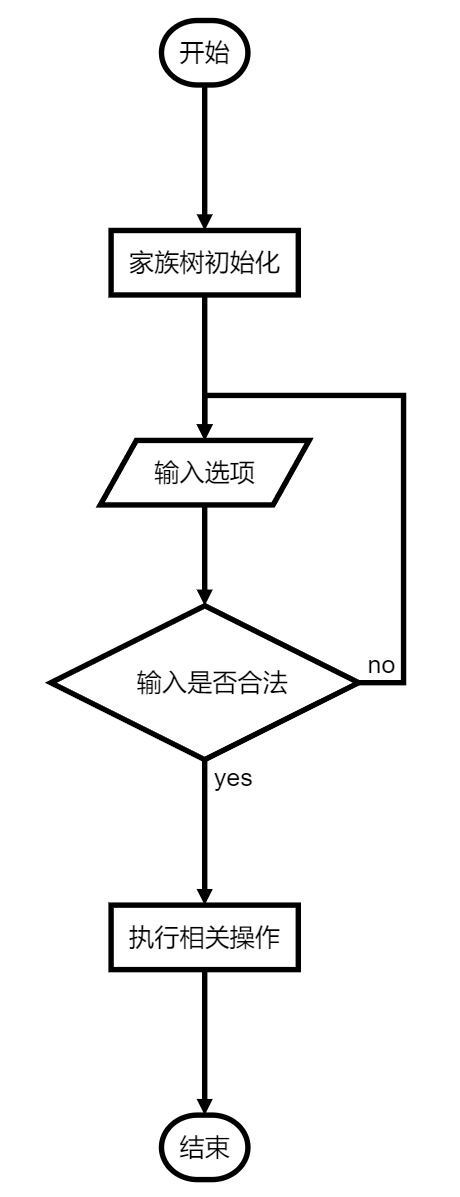 开始
家族树初始化
输入选项
输入是否合法
no
yes
执行相关操作
结束